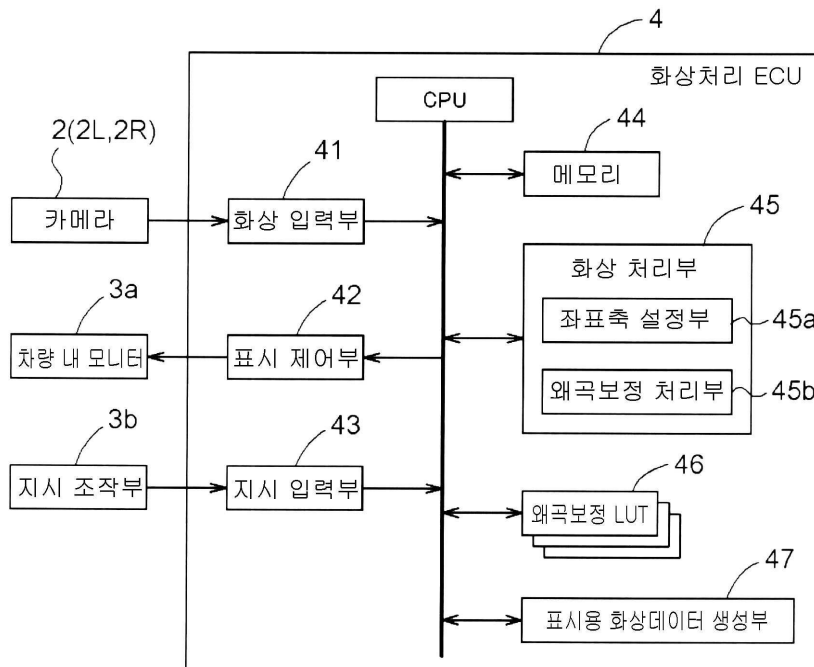 4
화상처리 ECU
CPU
2(2L,2R)
41
44
카메라
화상 입력부
메모리
45
화상 처리부
3a
42
좌표축 설정부
45a
차량 내 모니터
표시 제어부
왜곡보정 처리부
45b
3b
43
지시 조작부
지시 입력부
46
왜곡보정 LUT
47
표시용 화상데이터 생성부